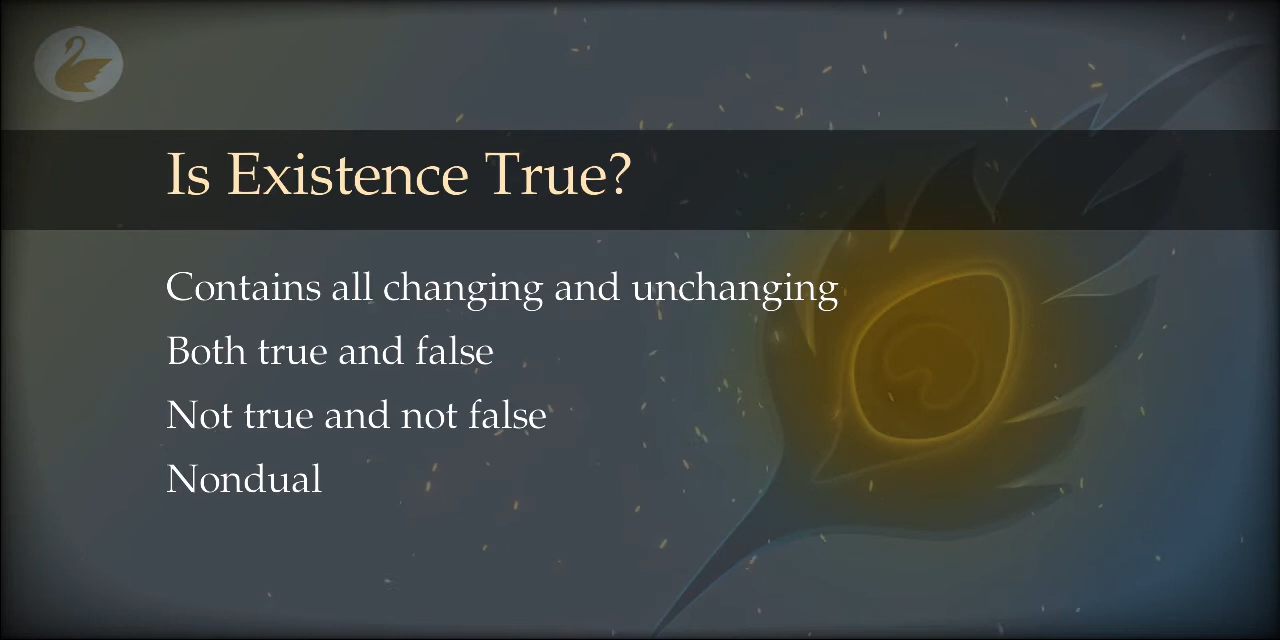 Is Existence True?
Contains all changing and unchanging
Both true and false
Not true and not false
Nondual